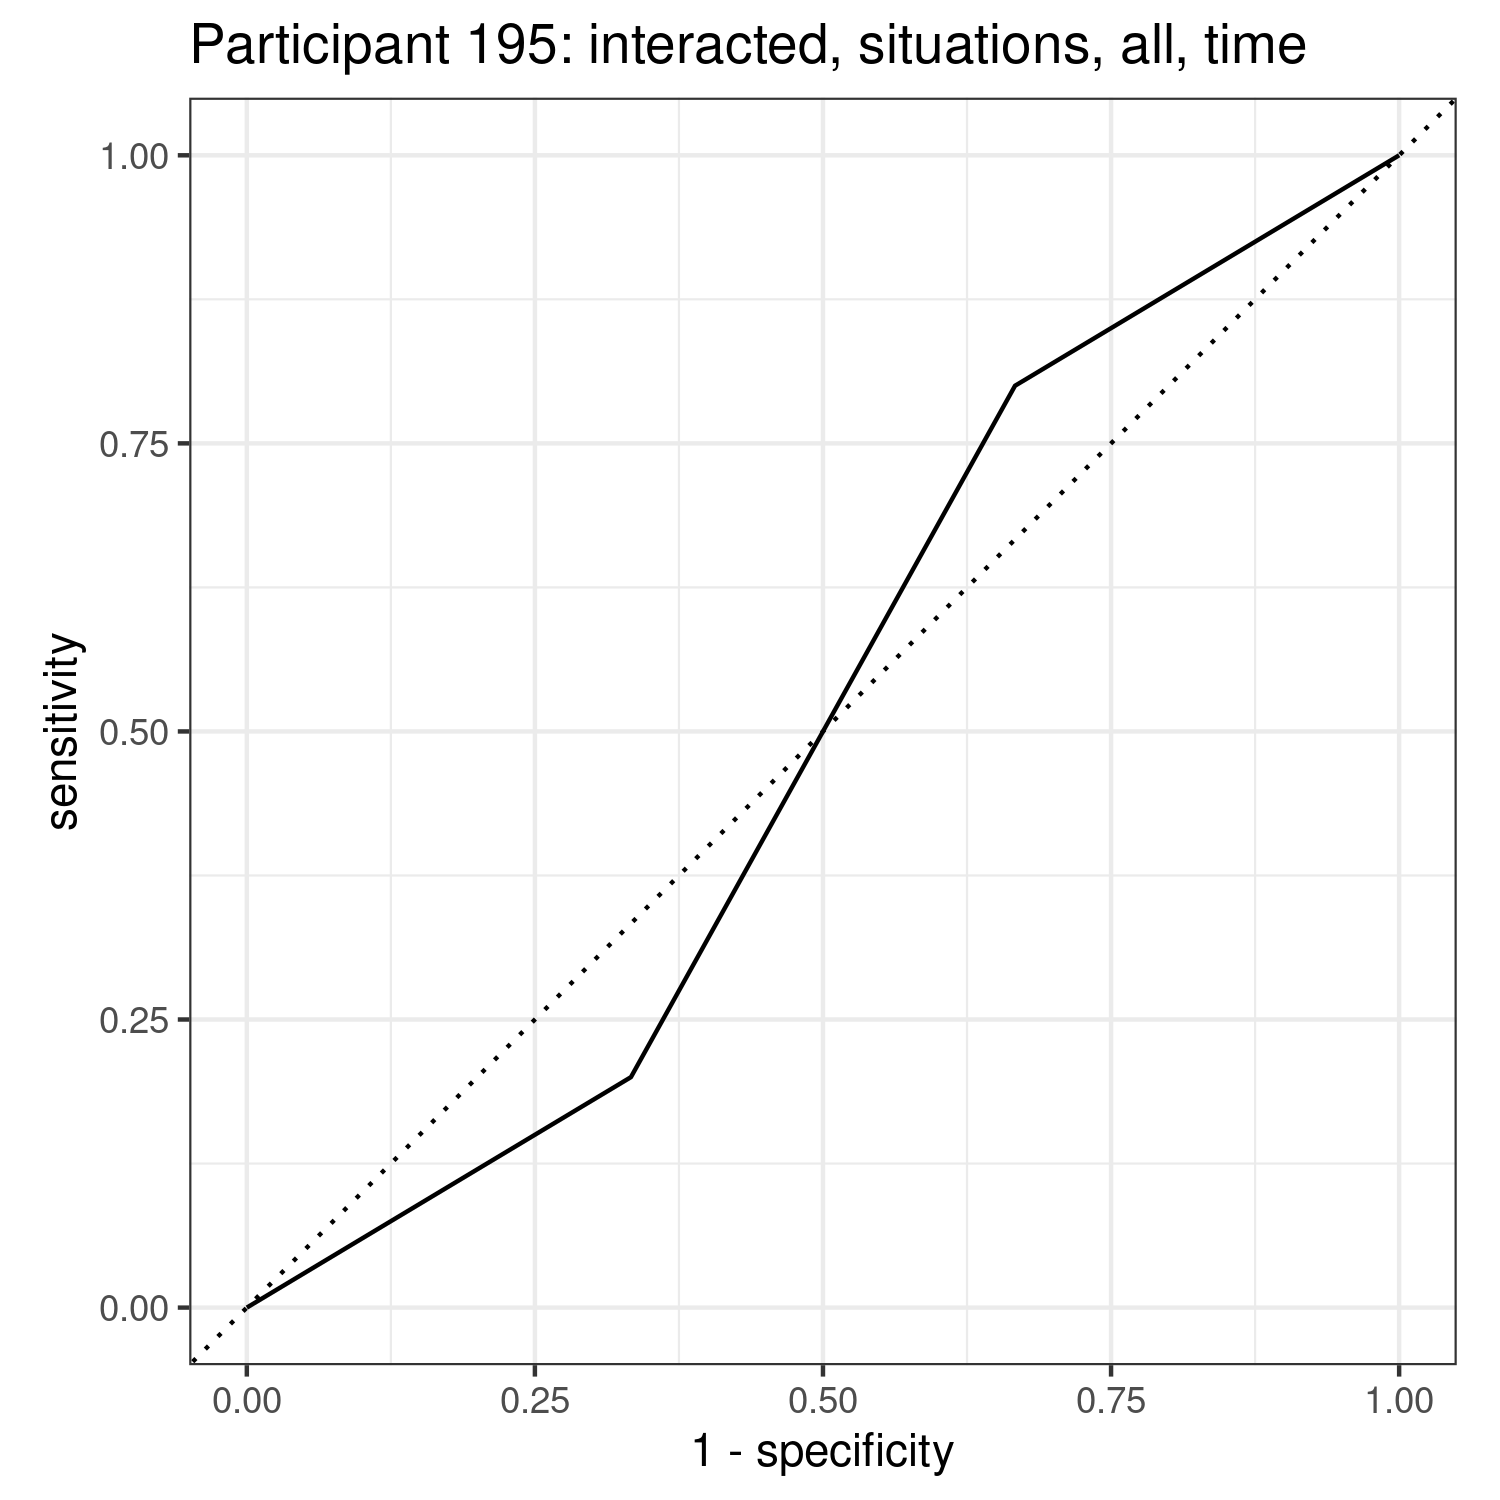 Participant 195: interacted, situations, all, time
1.00
0.75
0.50
0.25
0.00
sensitivity
0.00 0.25 0.50 0.75 1.00
1 - specificity